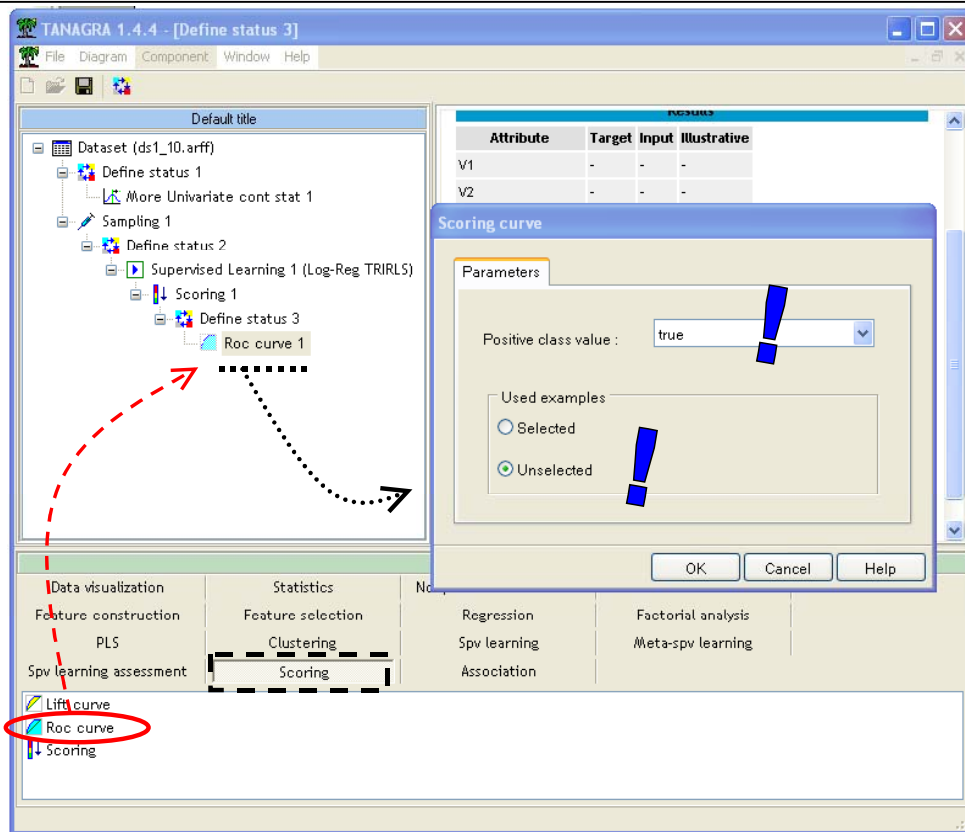 TANAGRA 1.4.4 - [Define status 3]
File Diagram Component Window Help
Default title
Dataset (ds1_10.arff)
Define status 1
More Univariate cont stat 1
Sampling 1
Define status 2
Supervised Learning 1 (Log-Reg TRIRLS)
Scoring 1
Define status 3
Roc curve 1
Results
Attribute Target Input Illustrative
V1 - - -
V2 - - -
Scoring curve
Parameters
Positive class value : true
Used examples
Selected
Unselected
OK Cancel Help
Data visualization Statistics
Feature construction Feature selection Regression Factorial analysis
PLS Clustering Spv learning Meta-spv learning
Spv learning assessment Scoring Association
Lift curve
Roc curve
Scoring